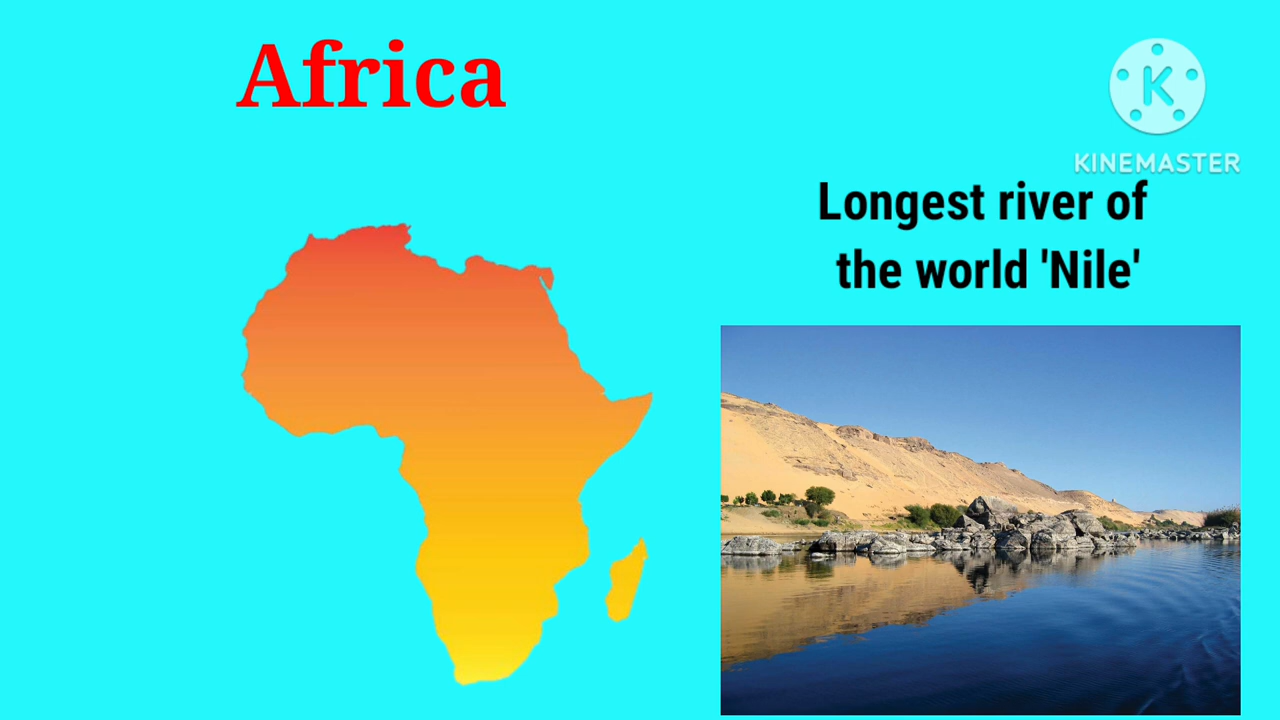 Africa
K
KINEMASTER
Longest river of
the world 'Nile'